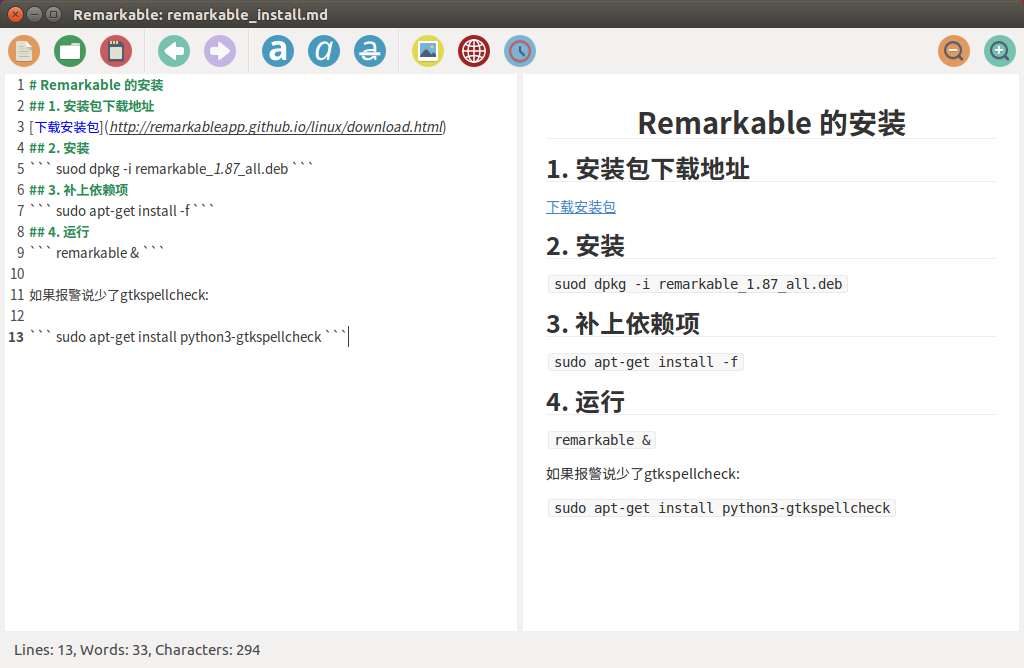 Remarkable: remarkable_install.md
1 # Remarkable 的安装
2 ## 1. 安装包下载地址
3 [下载安装包](http://remarkableapp.github.io/linux/download.html)
4 ## 2. 安装
5 ``` suod dpkg -i remarkable_1.87_all.deb ```
6 ## 3. 补上依赖项
7 ``` sudo apt-get install -f ```
8 ## 4. 运行
9 ``` remarkable & ```
10
11 如果报警说少了gtkspellcheck:
12
13 ``` sudo apt-get install python3-gtkspellcheck ```
Remarkable 的安装
1. 安装包下载地址
下载安装包
2. 安装
suod dpkg -i remarkable_1.87_all.deb
3. 补上依赖项
sudo apt-get install -f
4. 运行
remarkable &
如果报警说少了gtkspellcheck:
sudo apt-get install python3-gtkspellcheck
Lines: 13, Words: 33, Characters: 294